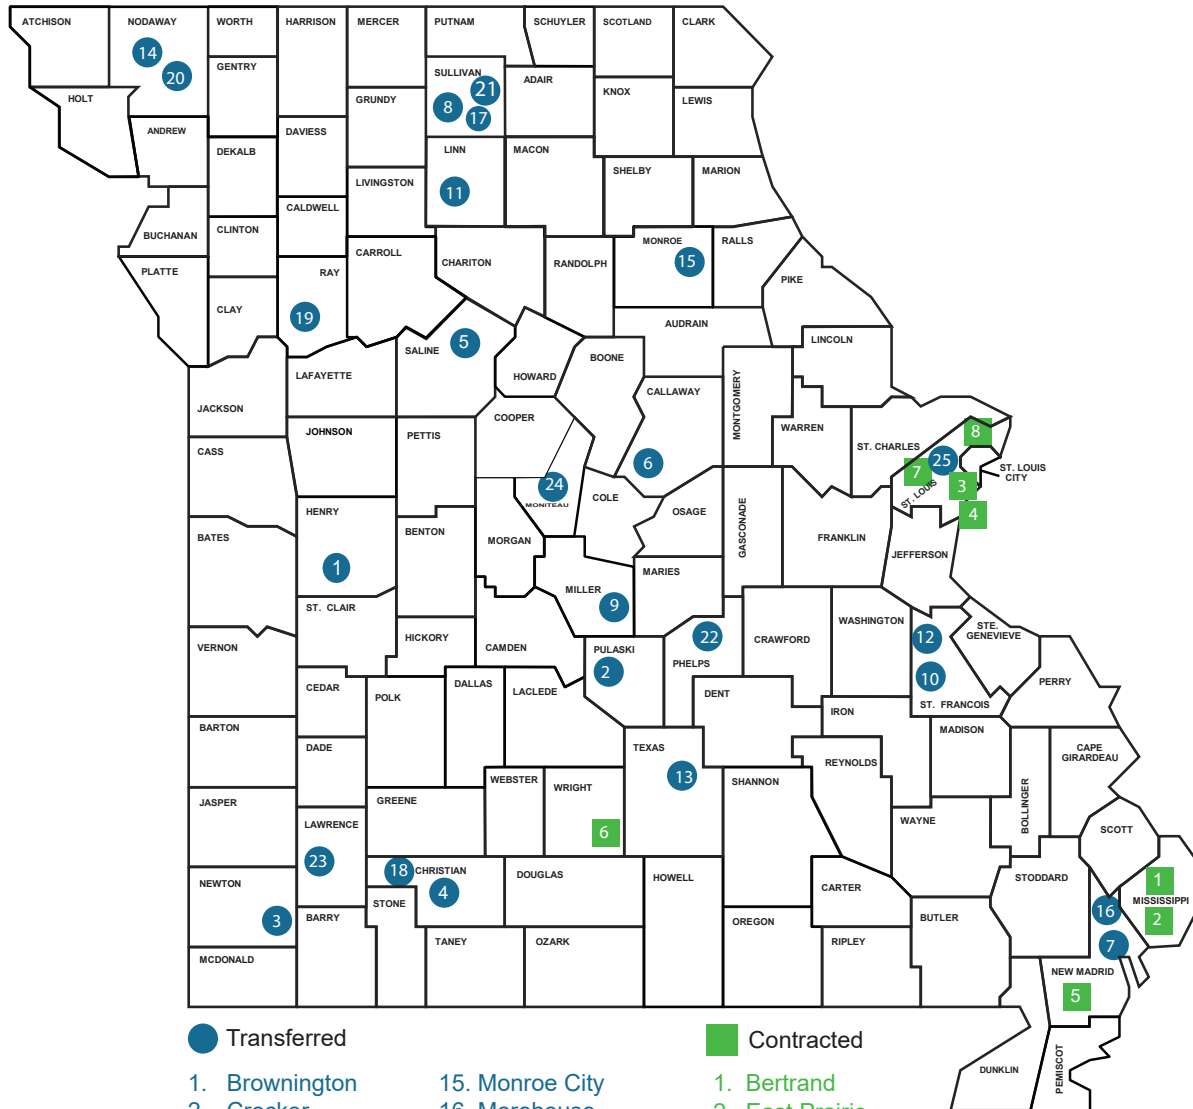 ATCHISON
NODAWAY
WORTH
HARRISON
MERCER
PUTNAM
SCHUYLER
SCOTLAND
CLARK
14
20
GENTRY
SULLIVAN
21
8
17
ADAIR
KNOX
LEWIS
HOLT
GRUNDY
ANDREW
DAVIESS
DEKALB
LINN
MACON
11
SHELBY
MARION
LIVINGSTON
CALDWELL
BUCHANAN
CLINTON
CARROLL
CHARITON
RANDOLPH
MONROE
15
RALLS
PLATTE
RAY
PIKE
CLAY
19
SALINE
5
AUDRAIN
LINCOLN
BOONE
HOWARD
LAFAYETTE
CALLAWAY
MONTGOMERY
JACKSON
COOPER
WARREN
JOHNSON
PETTIS
ST. CHARLES
8
CASS
6
7
25
ST. LOUIS
CITY
3
ST. LOUIS
4
24
MONITEAU
COLE
HENRY
OSAGE
GASCONADE
BATES
BENTON
MORGAN
FRANKLIN
JEFFERSON
1
MARIES
MILLER
9
ST. CLAIR
WASHINGTON
STE.
GENEVIEVE
VERNON
HICKORY
CAMDEN
PULASKI
2
22
PHELPS
CRAWFORD
12
10
ST. FRANCOIS
PERRY
CEDAR
POLK
DALLAS
LACLEDE
DENT
IRON
BARTON
DADE
TEXAS
13
MADISON
CAPE
GIRARDEAU
REYNOLDS
WEBSTER
WRIGHT
SHANNON
JASPER
GREENE
BOLLINGER
LAWRENCE
6
WAYNE
SCOTT
23
18
CHRISTIAN
4
DOUGLAS
HOWELL
CARTER
STODDARD
1
NEWTON
STONE
MISSISSIPPI
3
BARRY
OREGON
BUTLER
16
2
MCDONALD
TANEY
OZARK
RIPLEY
7
NEW MADRID
5
DUNKLIN
PEMISCOT
Transferred
Contracted
1. Brownington
15. Monroe City
1. Bertrand
2. Crocker
16. Morehouse
2. East Prairie